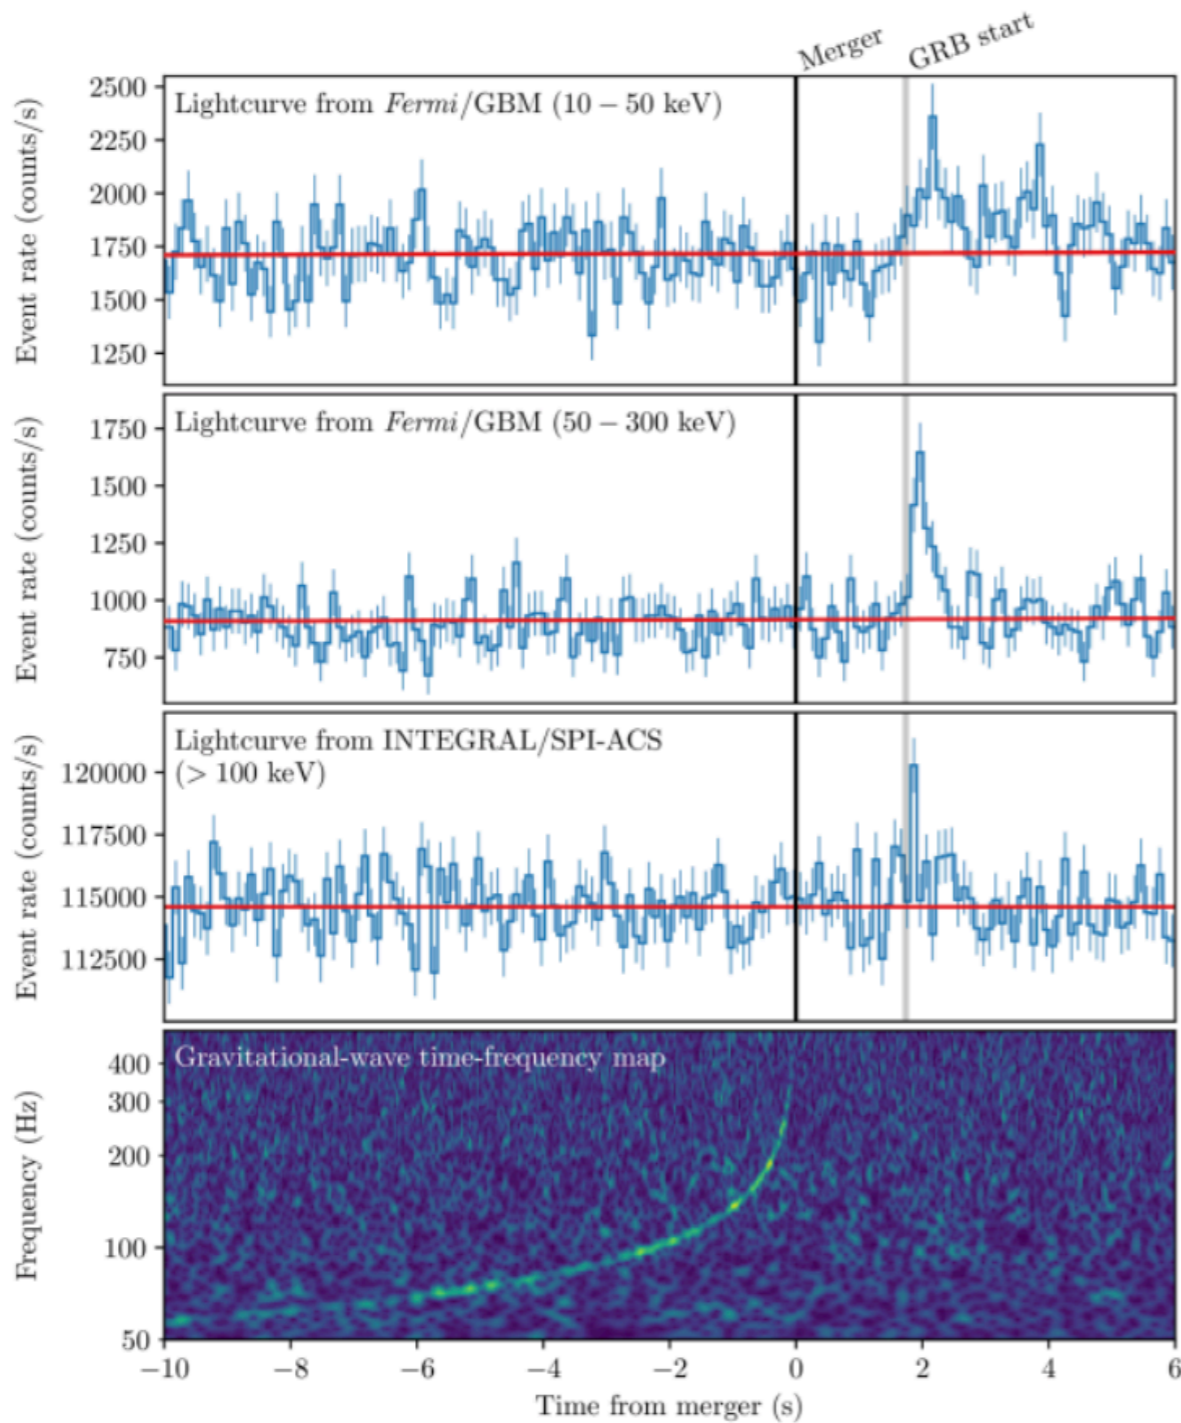 Merger
GRB start
Lightcurve from Fermi/GBM (10 – 50 keV)
Event rate (counts/s)
2500
2250
2000
1750
1500
1250
Lightcurve from Fermi/GBM (50 – 300 keV)
Event rate (counts/s)
1750
1500
1250
1000
750
Lightcurve from INTEGRAL/SPI-ACS
(> 100 keV)
Event rate (counts/s)
120000
117500
115000
112500
Gravitational-wave time-frequency map
Frequency (Hz)
400
300
200
100
50
−10 −8 −6 −4 −2 0 2 4 6
Time from merger (s)